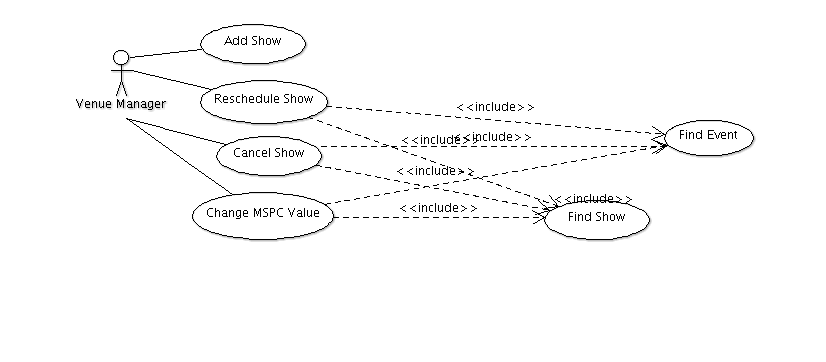 Add Show
Venue Manager
Reschedule Show
<<include>>
Find Event
<<include>>
<<include>>
Cancel Show
<<include>>
<<include>>
Change MSPC Value
<<include>>
Find Show